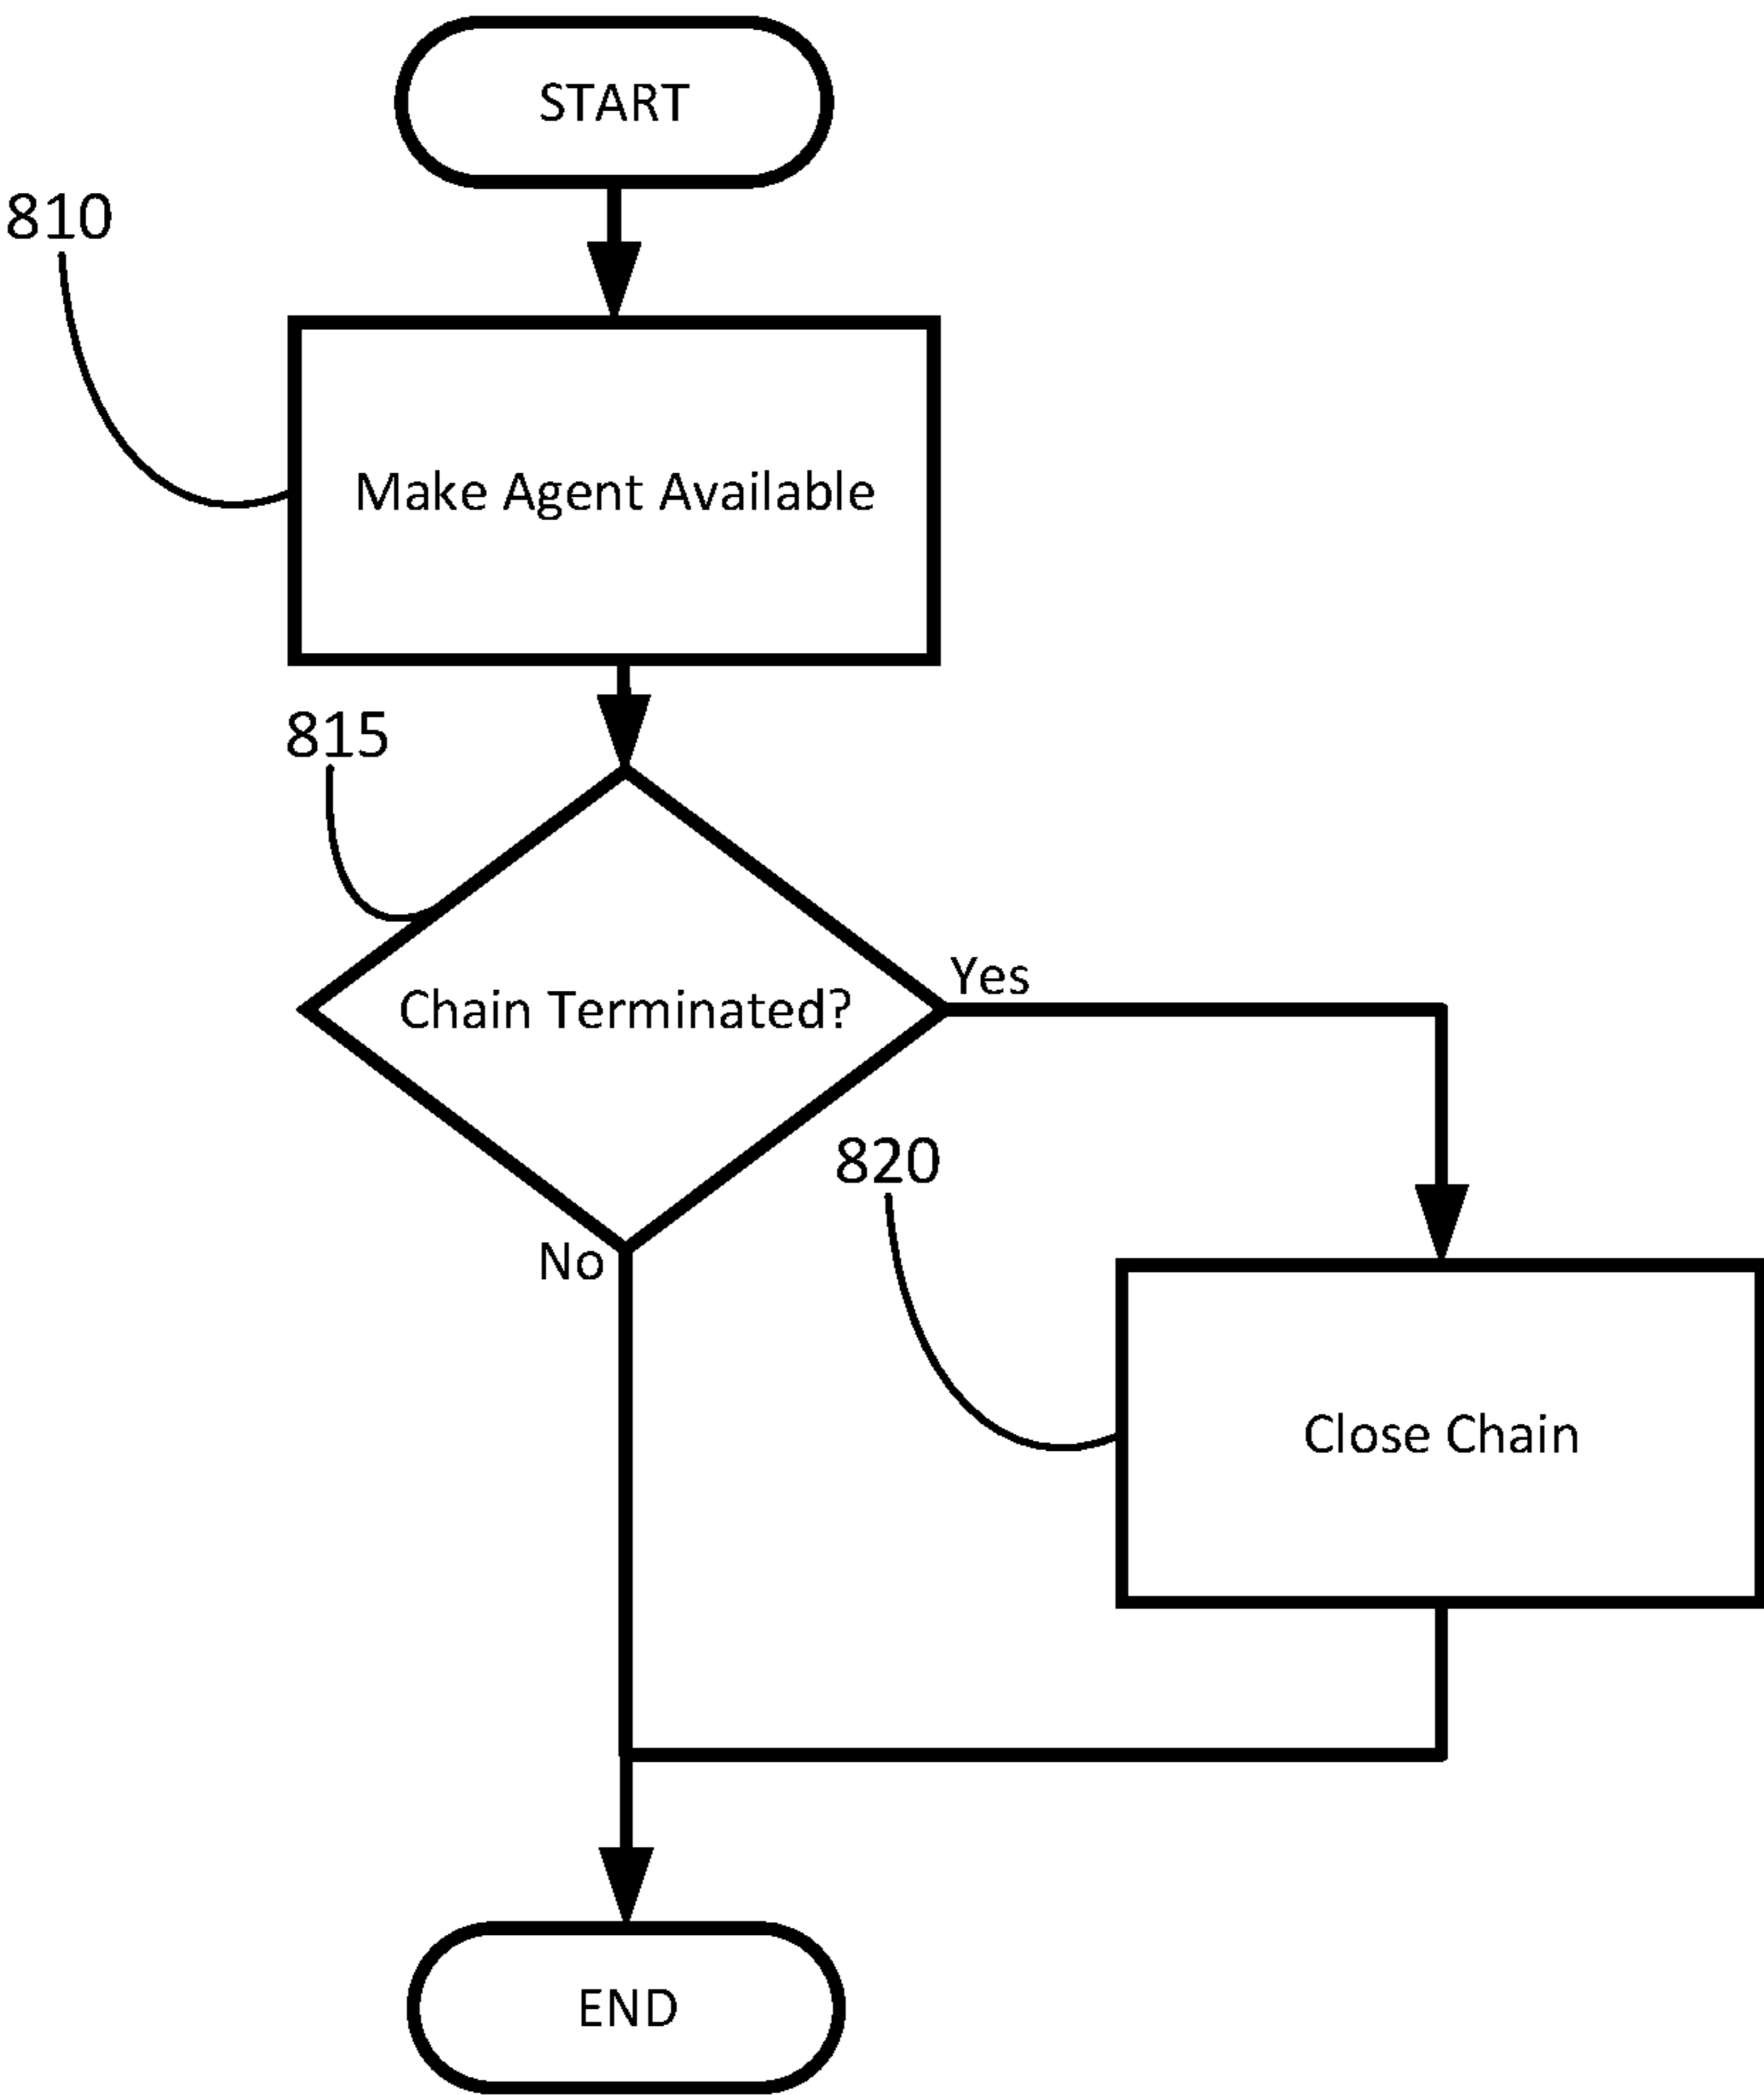 START
810
Make Agent Available
815
Yes
Chain Terminated?
820
No
Close Chain
END